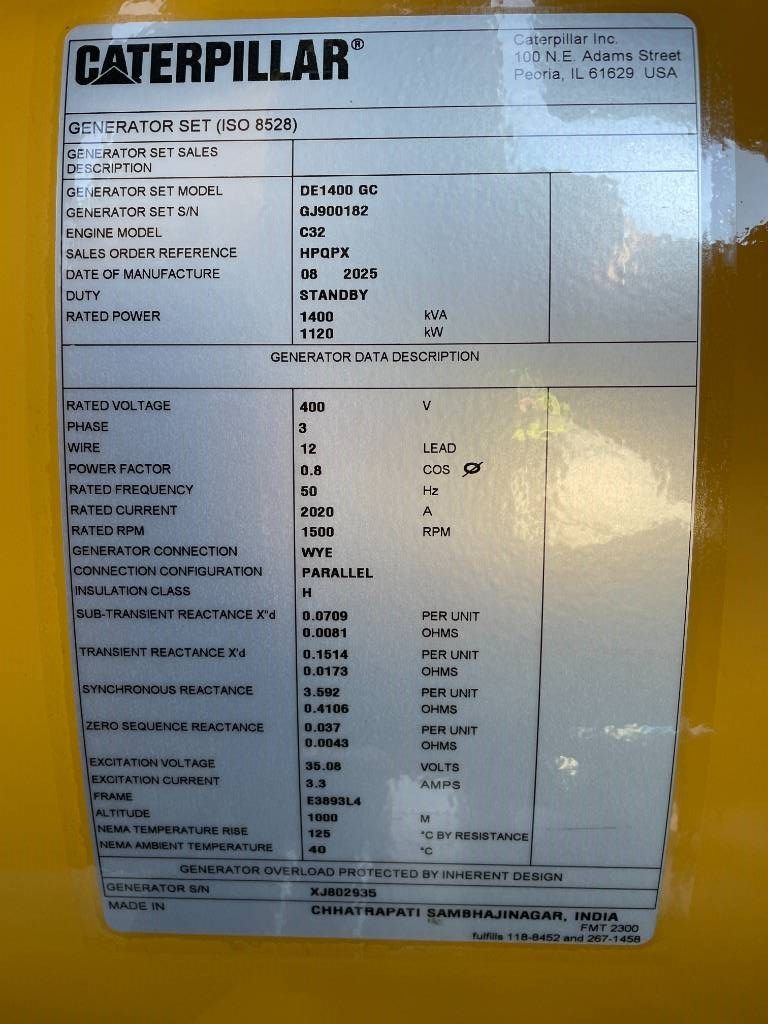 CATERPILLAR®
Caterpillar Inc.
100 N.E. Adams Street
Peoria, IL 61629 USA
GENERATOR SET (ISO 8528)
GENERATOR SET SALES
DESCRIPTION
GENERATOR SET MODEL DE1400 GC
GENERATOR SET S/N GJ900182
ENGINE MODEL C32
SALES ORDER REFERENCE HPQPX
DATE OF MANUFACTURE 08 2025
DUTY STANDBY
RATED POWER 1400 kVA
1120 kW
GENERATOR DATA DESCRIPTION
RATED VOLTAGE 400 V
PHASE 3
WIRE 12 LEAD
POWER FACTOR 0.8 COS Ø
RATED FREQUENCY 50 Hz
RATED CURRENT 2020 A
RATED RPM 1500 RPM
GENERATOR CONNECTION WYE
CONNECTION CONFIGURATION PARALLEL
INSULATION CLASS H
SUB-TRANSIENT REACTANCE X"d 0.0709 PER UNIT
0.0081 OHMS
TRANSIENT REACTANCE X'd 0.1514 PER UNIT
0.0173 OHMS
SYNCHRONOUS REACTANCE 3.592 PER UNIT
0.4106 OHMS
ZERO SEQUENCE REACTANCE 0.037 PER UNIT
0.0043 OHMS
EXCITATION VOLTAGE 35.08 VOLTS
EXCITATION CURRENT 3.3 AMPS
FRAME E3893L4
ALTITUDE 1000 M
NEMA TEMPERATURE RISE 125 °C BY RESISTANCE
NEMA AMBIENT TEMPERATURE 40 °C
GENERATOR OVERLOAD PROTECTED BY INHERENT DESIGN
GENERATOR S/N XJ802935
MADE IN CHHATRAPATI SAMBHAJINAGAR, INDIA
FMT 2300
fulfills 118-8452 and 267-1458